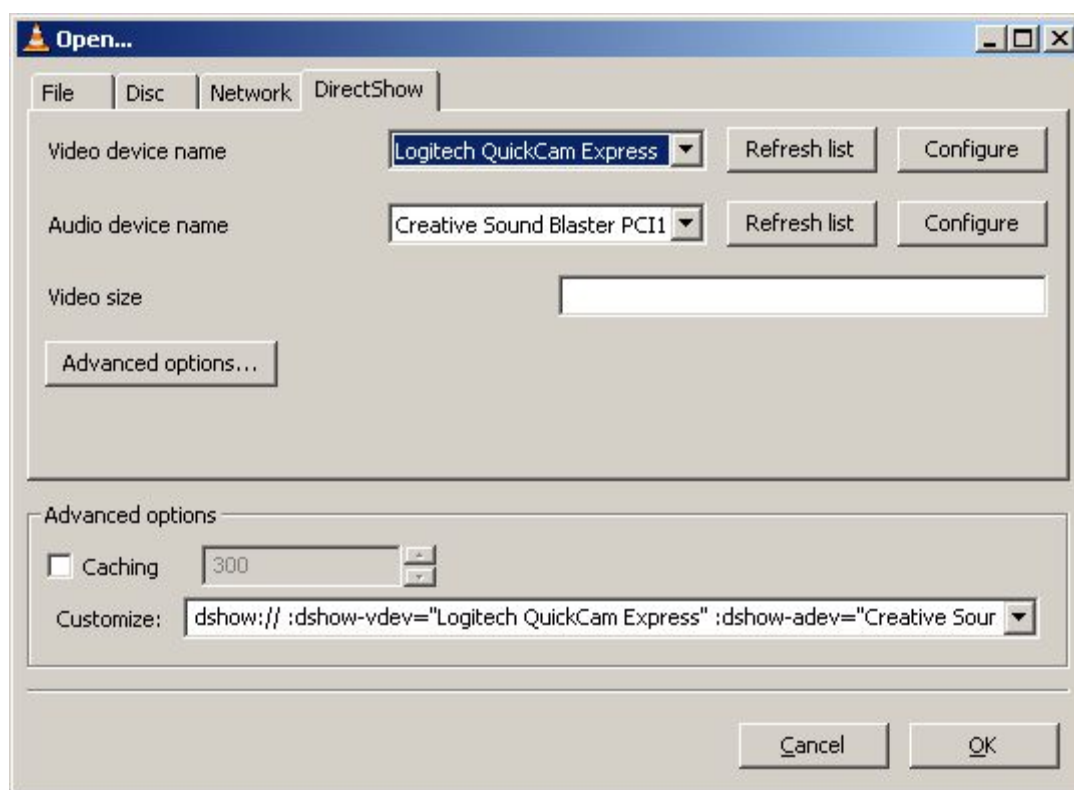 Open...
File Disc Network DirectShow
Video device name Logitech QuickCam Express Refresh list Configure
Audio device name Creative Sound Blaster PCI1 Refresh list Configure
Video size
Advanced options...
Advanced options
Caching 300
Customize: dshow:// :dshow-vdev="Logitech QuickCam Express" :dshow-adev="Creative Sour
Cancel OK